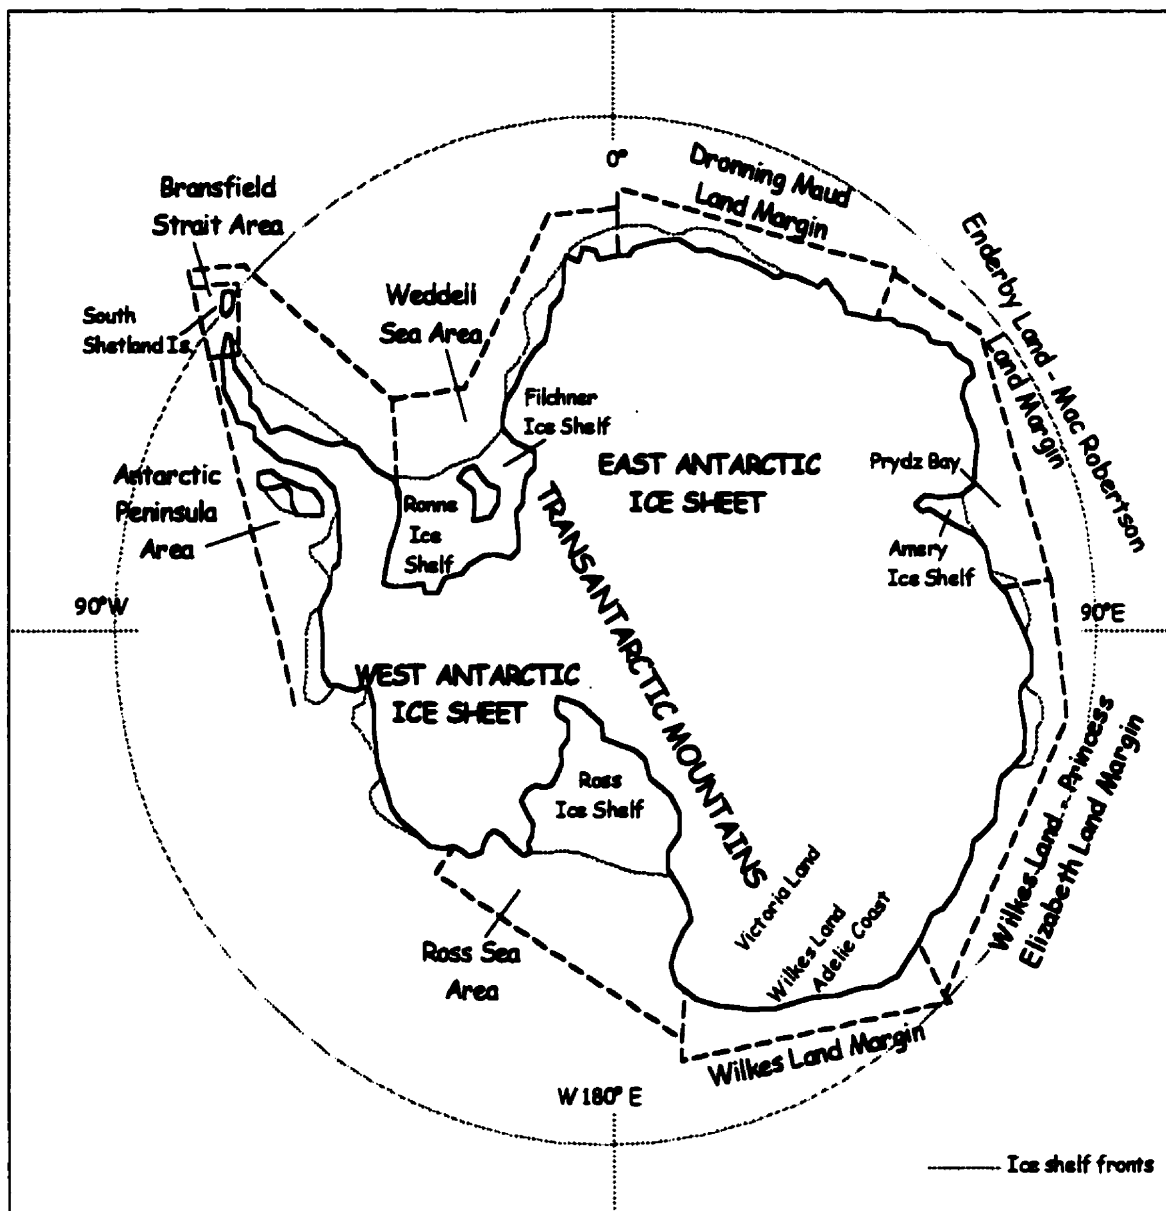 0°
Dronning Maud
Land Margin
Bransfield
Strait Area
Enderby Land - Mac Robertson
Land Margin
South
Shetland Is.
Weddell
Sea Area
Filchner
Ice Shelf
EAST ANTARCTIC
ICE SHEET
Prydz Bay
Antarctic
Peninsula
Area
Ronne
Ice
Shelf
Amery
Ice Shelf
TRANSANTARCTIC MOUNTAINS
90°W
90°E
WEST ANTARCTIC
ICE SHEET
Ross
Ice Shelf
Wilkes Land - Princess
Elizabeth Land Margin
Victoria Land
Wilkes Land
Adelie Coast
Ross Sea
Area
Wilkes Land Margin
W 180° E
Ice shelf fronts